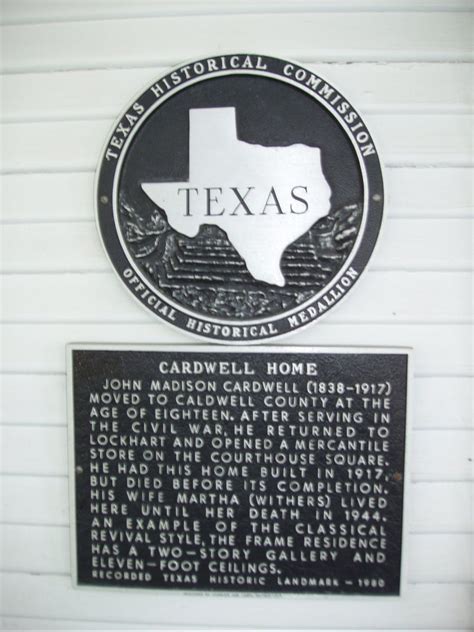 TEXAS HISTORICAL COMMISSION
TEXAS
OFFICIAL HISTORICAL MEDALLION
CARDWELL HOME
JOHN MADISON CARDWELL (1838-1917)
MOVED TO CALDWELL COUNTY AT THE
AGE OF EIGHTEEN. AFTER SERVING IN
THE CIVIL WAR, HE RETURNED TO
LOCKHART AND OPENED A MERCANTILE
STORE ON THE COURTHOUSE SQUARE.
HE HAD THIS HOME BUILT IN 1917,
BUT DIED BEFORE ITS COMPLETION.
HIS WIFE MARTHA (WITHERS) LIVED
HERE UNTIL HER DEATH IN 1944.
AN EXAMPLE OF THE CLASSICAL
REVIVAL STYLE, THE FRAME RESIDENCE
HAS A TWO-STORY GALLERY AND
ELEVEN-FOOT CEILINGS.
RECORDED TEXAS HISTORIC LANDMARK - 1980